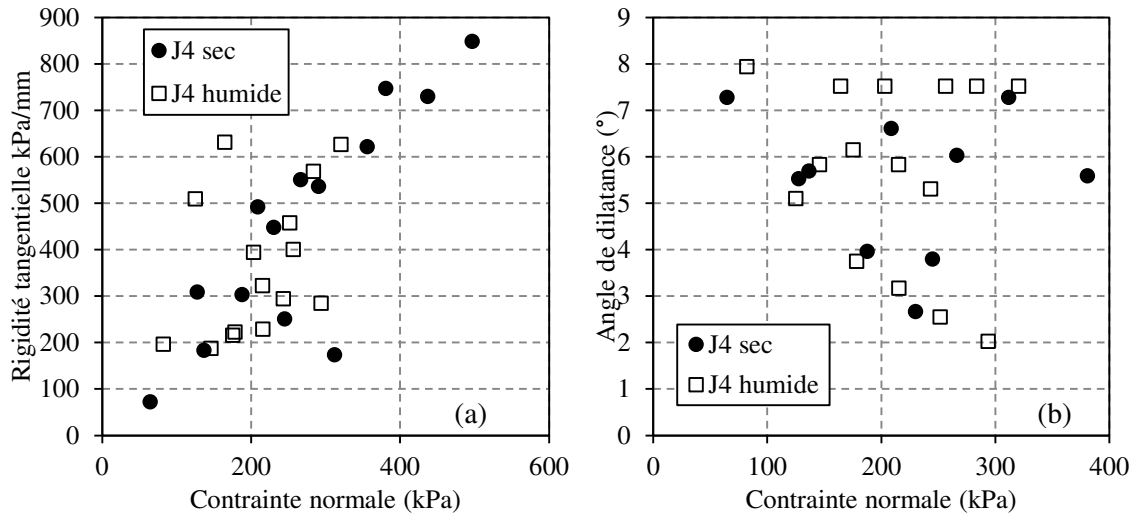 Rigidité tangentielle kPa/mm
900
800
700
600
500
400
300
200
100
0
J4 sec
J4 humide
(a)
0 200 400 600
Contrainte normale (kPa)
Angle de dilatance (°)
9
8
7
6
5
4
3
2
1
0
J4 sec
J4 humide
(b)
0 100 200 300 400
Contrainte normale (kPa)